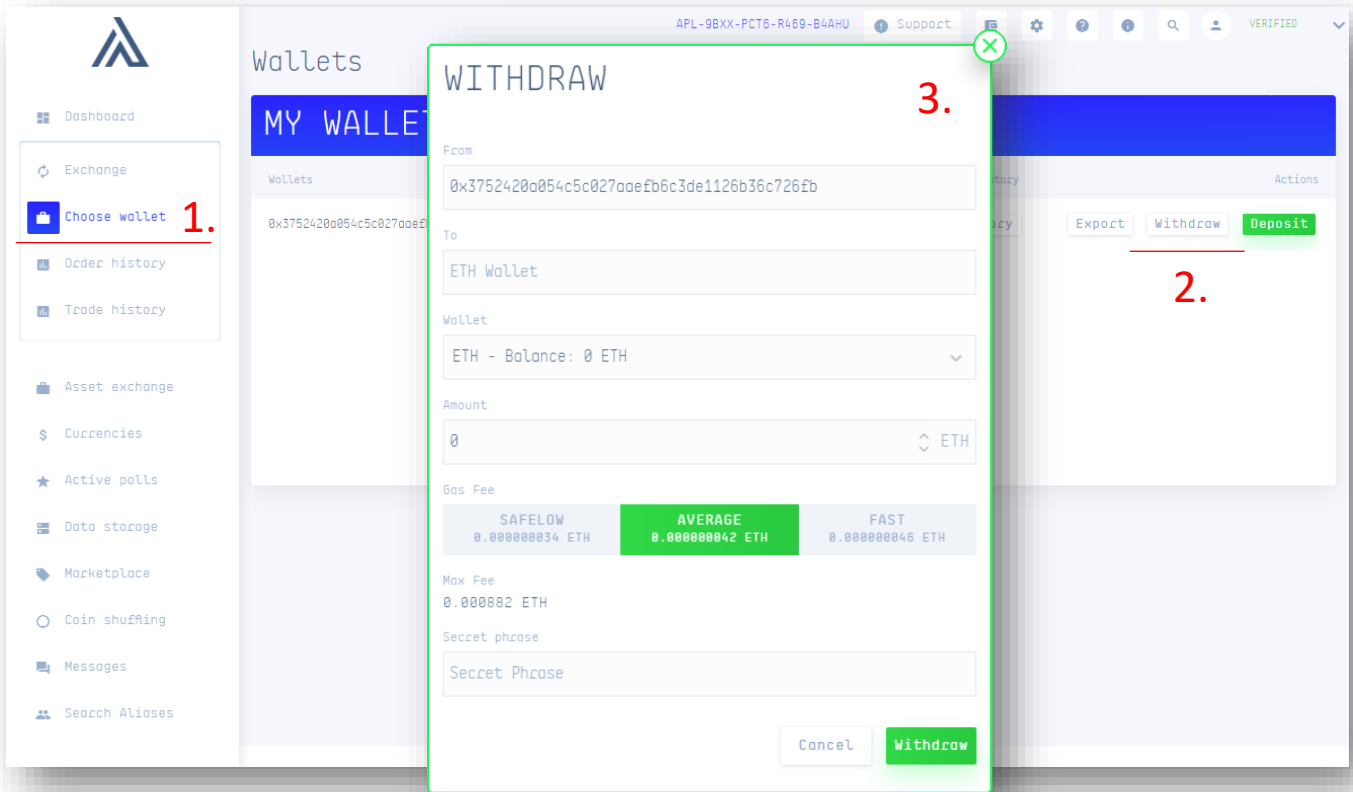 APL-9BXX-PCT6-R469-B4AHU Support VERIFIED
Dashboard
Exchange
Choose wallet
1.
Order history
Trade history
Asset exchange
Currencies
Active polls
Data storage
Marketplace
Coin shuffling
Messages
Search Aliases
Wallets
MY WALLE
Wallets
Actions
Export Withdraw Deposit
2.
WITHDRAW
3.
From
0x3752420a054c5c027aaefb6c3de1126b36c726fb
To
ETH Wallet
Wallet
ETH - Balance: 0 ETH
Amount
0 ETH
Gas Fee
SAFELOW AVERAGE FAST
0.000000034 ETH 0.000000042 ETH 0.000000046 ETH
Max Fee
0.000882 ETH
Secret phrase
Secret Phrase
Cancel Withdraw